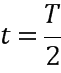 t = T/2